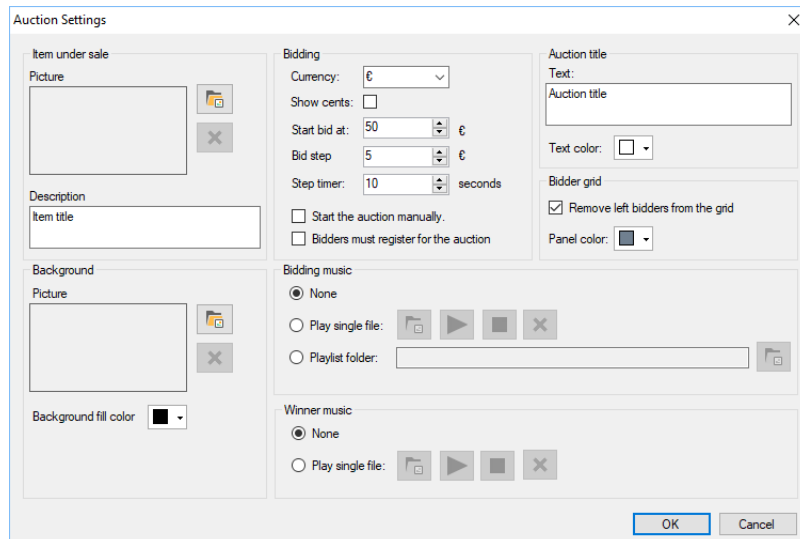 Auction Settings
Item under sale
Picture
Description
Item title
Bidding
Currency: €
Show cents:
Start bid at: 50 €
Bid step 5 €
Step timer: 10 seconds
Start the auction manually.
Bidders must register for the auction
Auction title
Text:
Auction title
Text color:
Bidder grid
Remove left bidders from the grid
Panel color:
Background
Picture
Background fill color
Bidding music
None
Play single file:
Playlist folder:
Winner music
None
Play single file:
OK Cancel